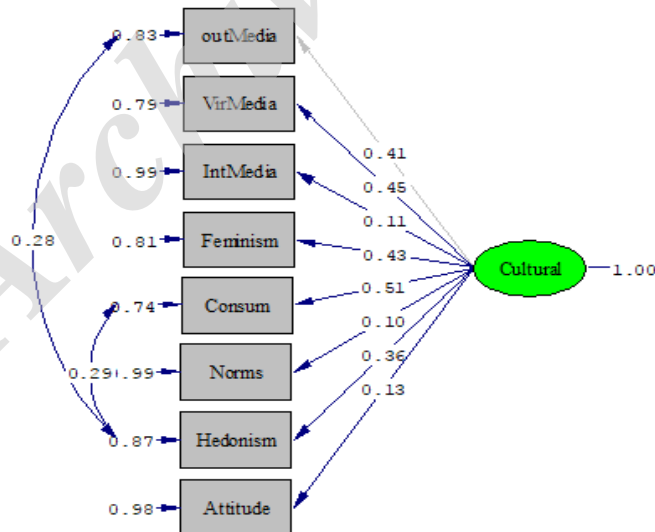 0.83 outMedia
0.79 VirMedia
0.41
0.45
0.99 IntMedia
0.11
0.28
0.81 Feminism
0.43
Cultural 1.00
0.51
0.74 Consum
0.10
0.29 0.99 Norms
0.36
0.13
0.87 Hedonism
0.98 Attitude